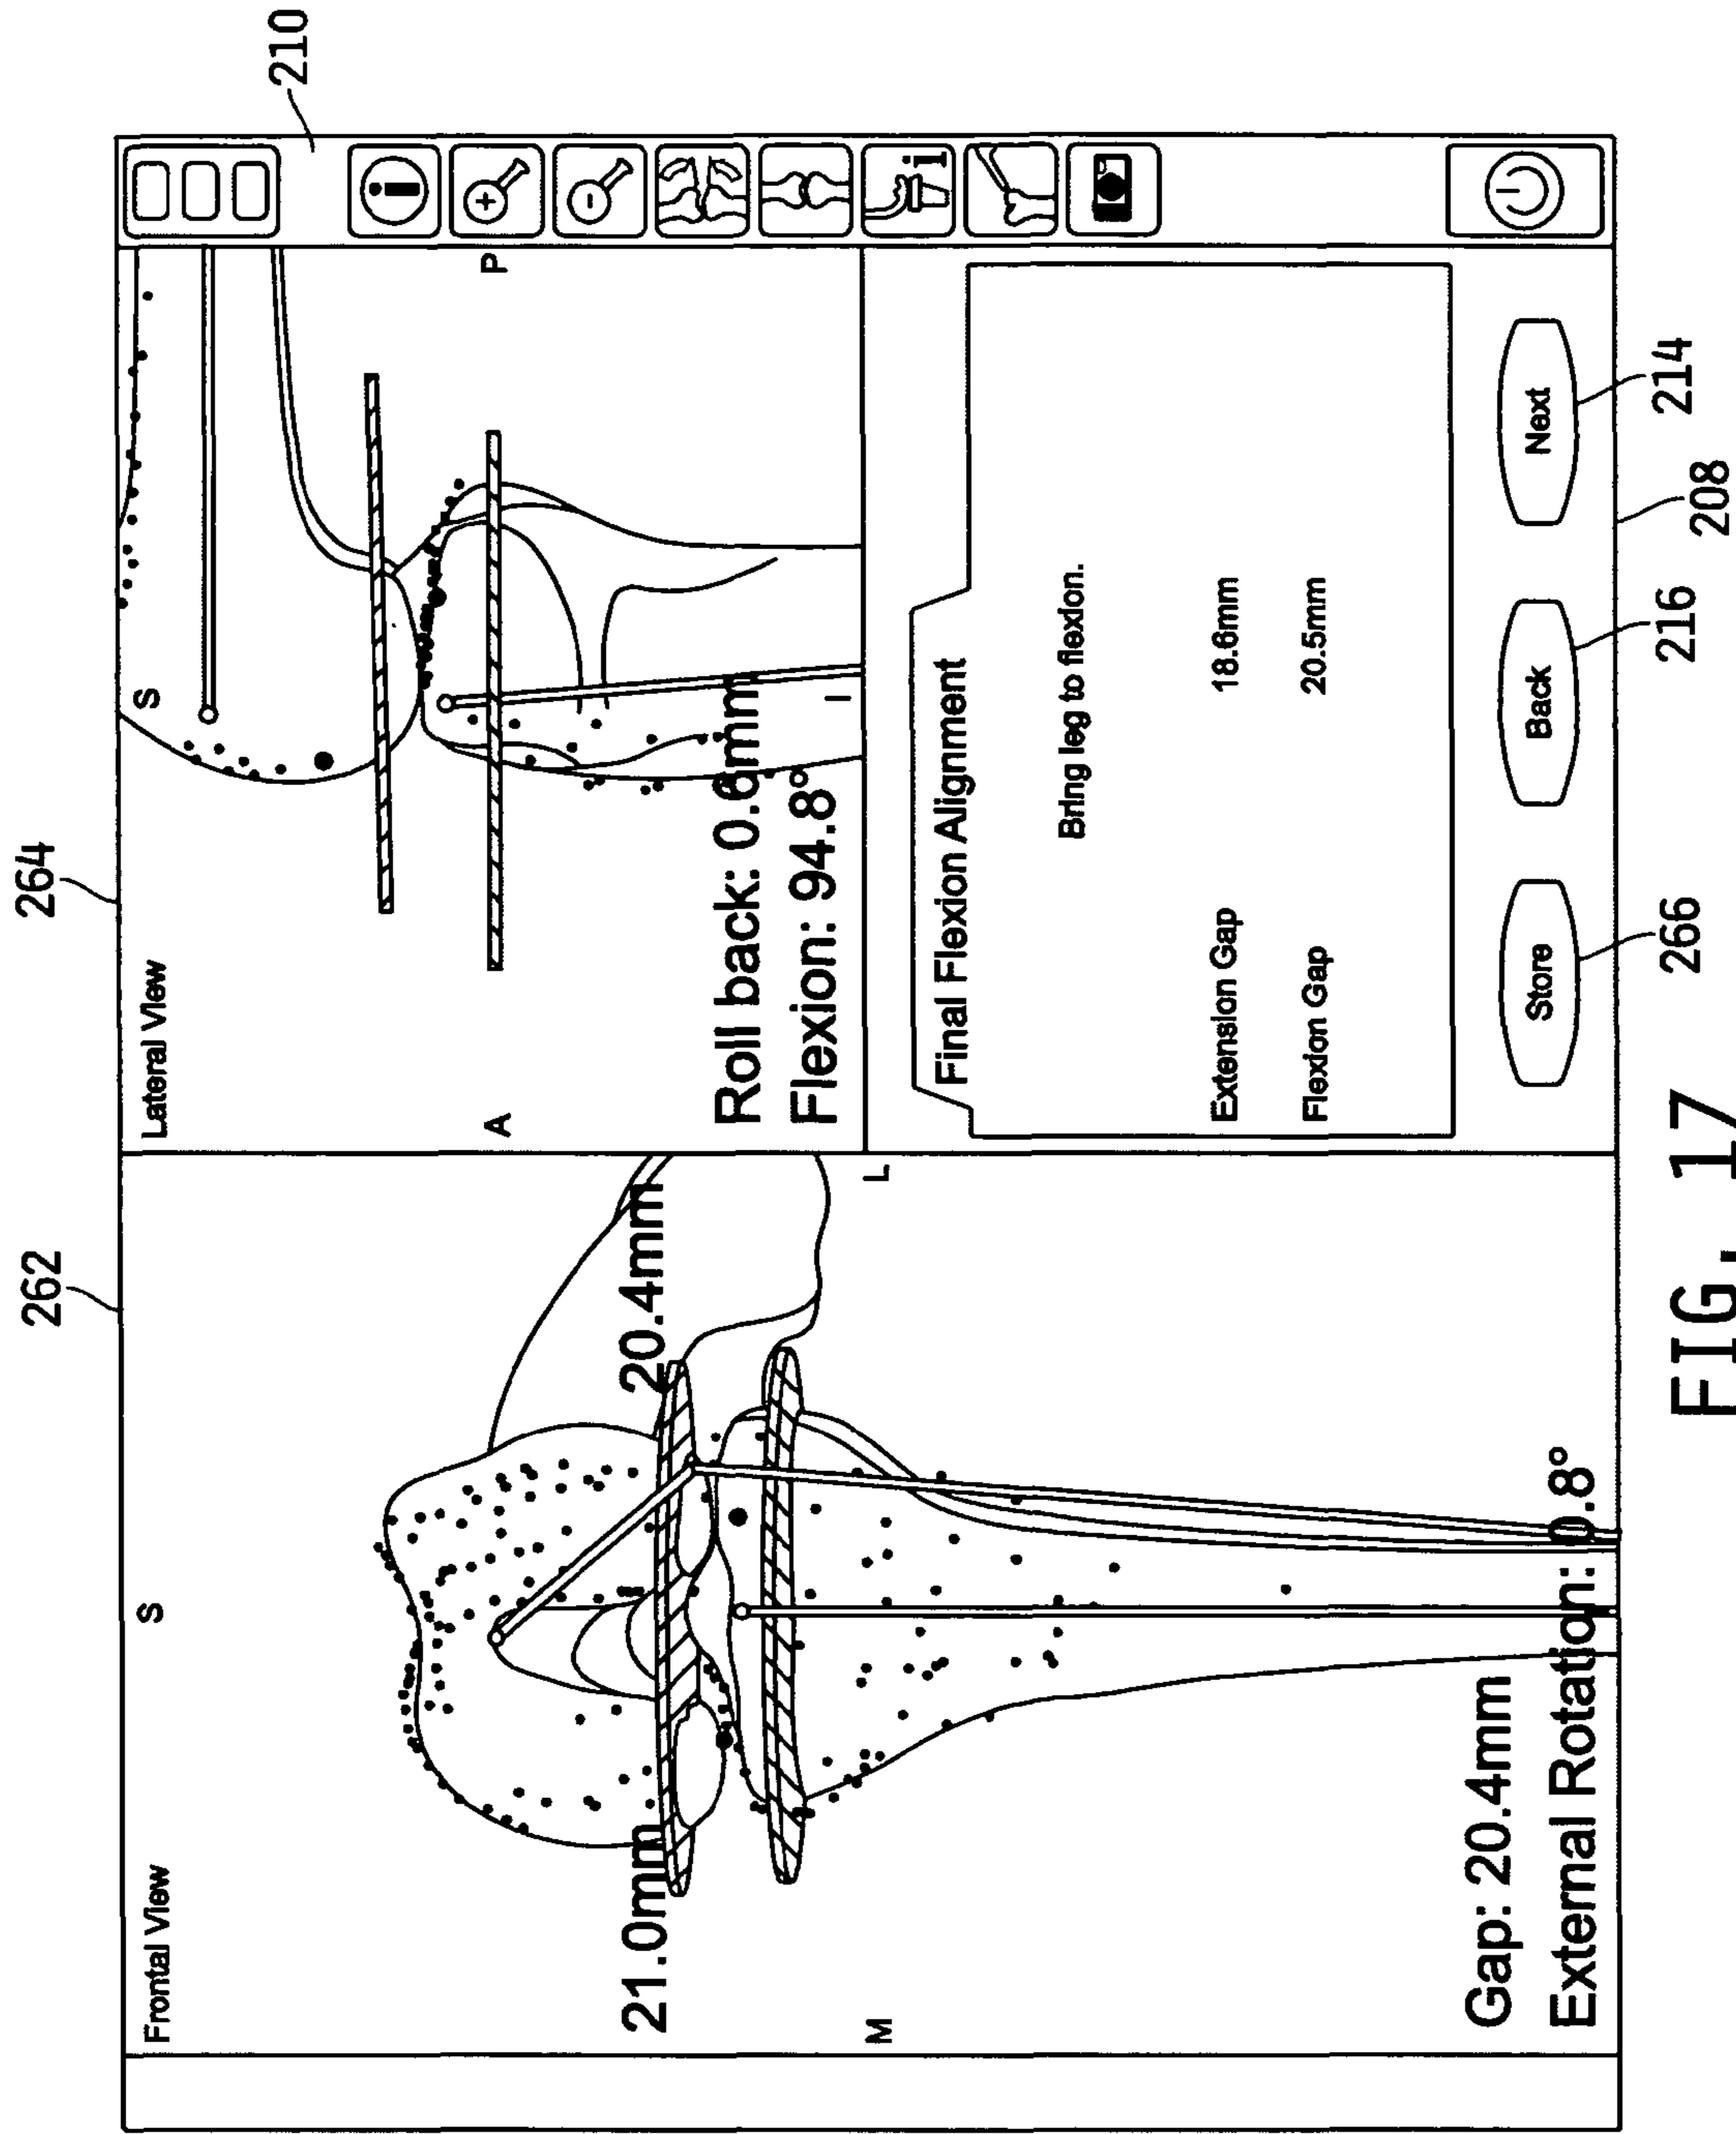 262
264
210
Frontal View
S
21.0mm
20.4mm
M
L
Gap: 20.4mm
External Rotation: 0.8°
Lateral View
S
A
P
I
Roll back: 0.6mm
Flexion: 94.8°
Final Flexion Alignment
Bring leg to flexion.
Extension Gap 18.6mm
Flexion Gap 20.5mm
Store
Back
Next
i
+
-
i
266
216
208
214
FIG. 17